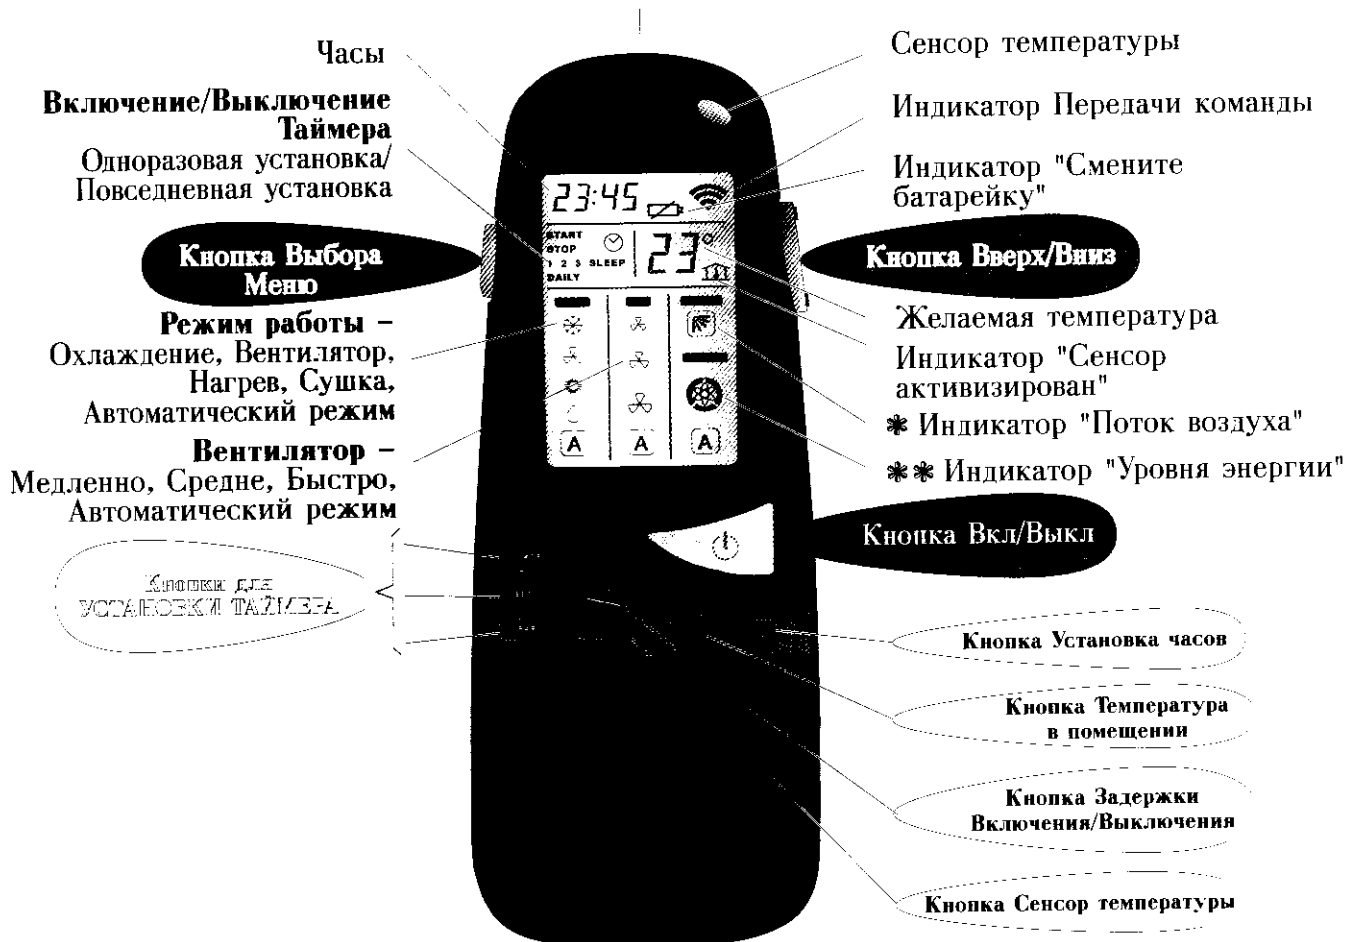 Часы
Включение/Выключение
Таймера
Одноразовая установка/
Повседневная установка
Кнопка Выбора
Меню
Режим работы –
Охлаждение, Вентилятор,
Нагрев, Сушка,
Автоматический режим
Вентилятор –
Медленно, Средне, Быстро,
Автоматический режим
Кнопки для
УСТАНОВКИ ТАЙМЕРА
23:45
START
STOP
1 2 3 SLEEP
DAILY
23°
A A A
Сенсор температуры
Индикатор Передачи команды
Индикатор "Смените
батарейку"
Кнопка Вверх/Вниз
Желаемая температура
Индикатор "Сенсор
активизирован"
✱ Индикатор "Поток воздуха"
✱✱ Индикатор "Уровня энергии"
Кнопка Вкл/Выкл
Кнопка Установка часов
Кнопка Температура
в помещении
Кнопка Задержки
Включения/Выключения
Кнопка Сенсор температуры